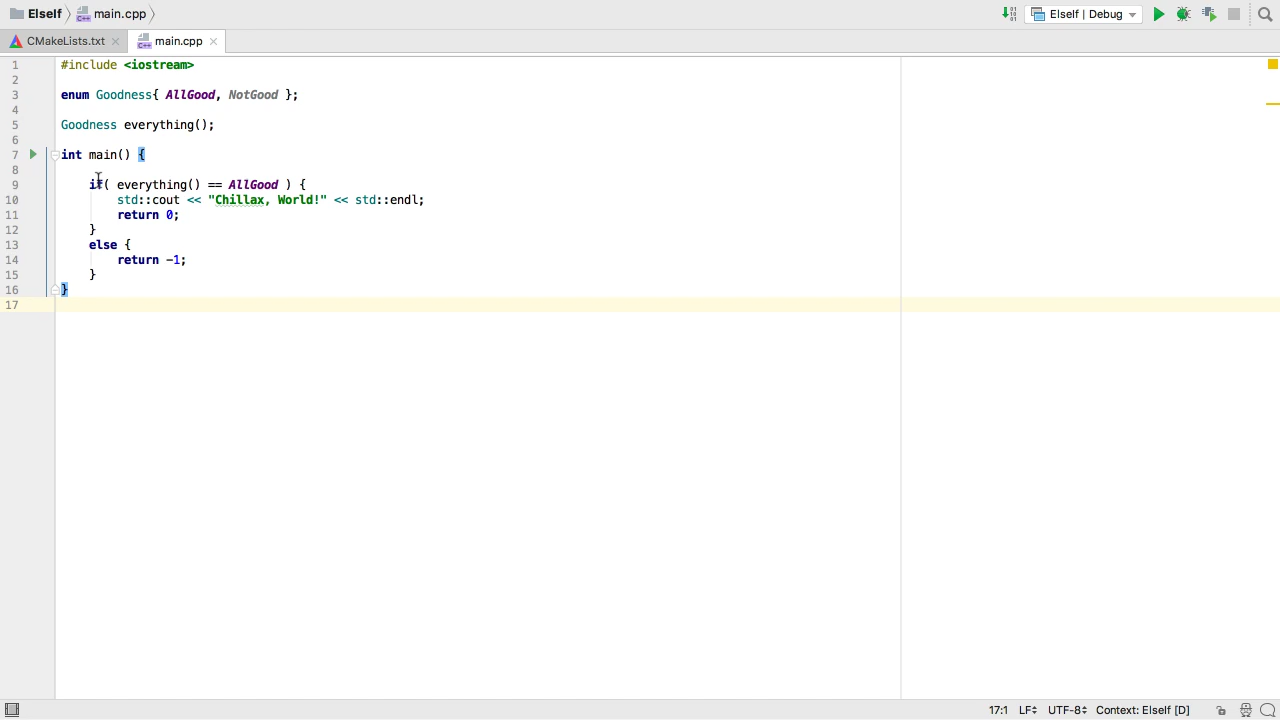 ElseIf main.cpp ElseIf | Debug
CMakeLists.txt main.cpp
1 #include <iostream>
2
3 enum Goodness{ AllGood, NotGood };
4
5 Goodness everything();
6
7 int main() {
8
9 if( everything() == AllGood ) {
10 std::cout << "Chillax, World!" << std::endl;
11 return 0;
12 }
13 else {
14 return -1;
15 }
16 }
17
17:1 LF UTF-8 Context: ElseIf [D]